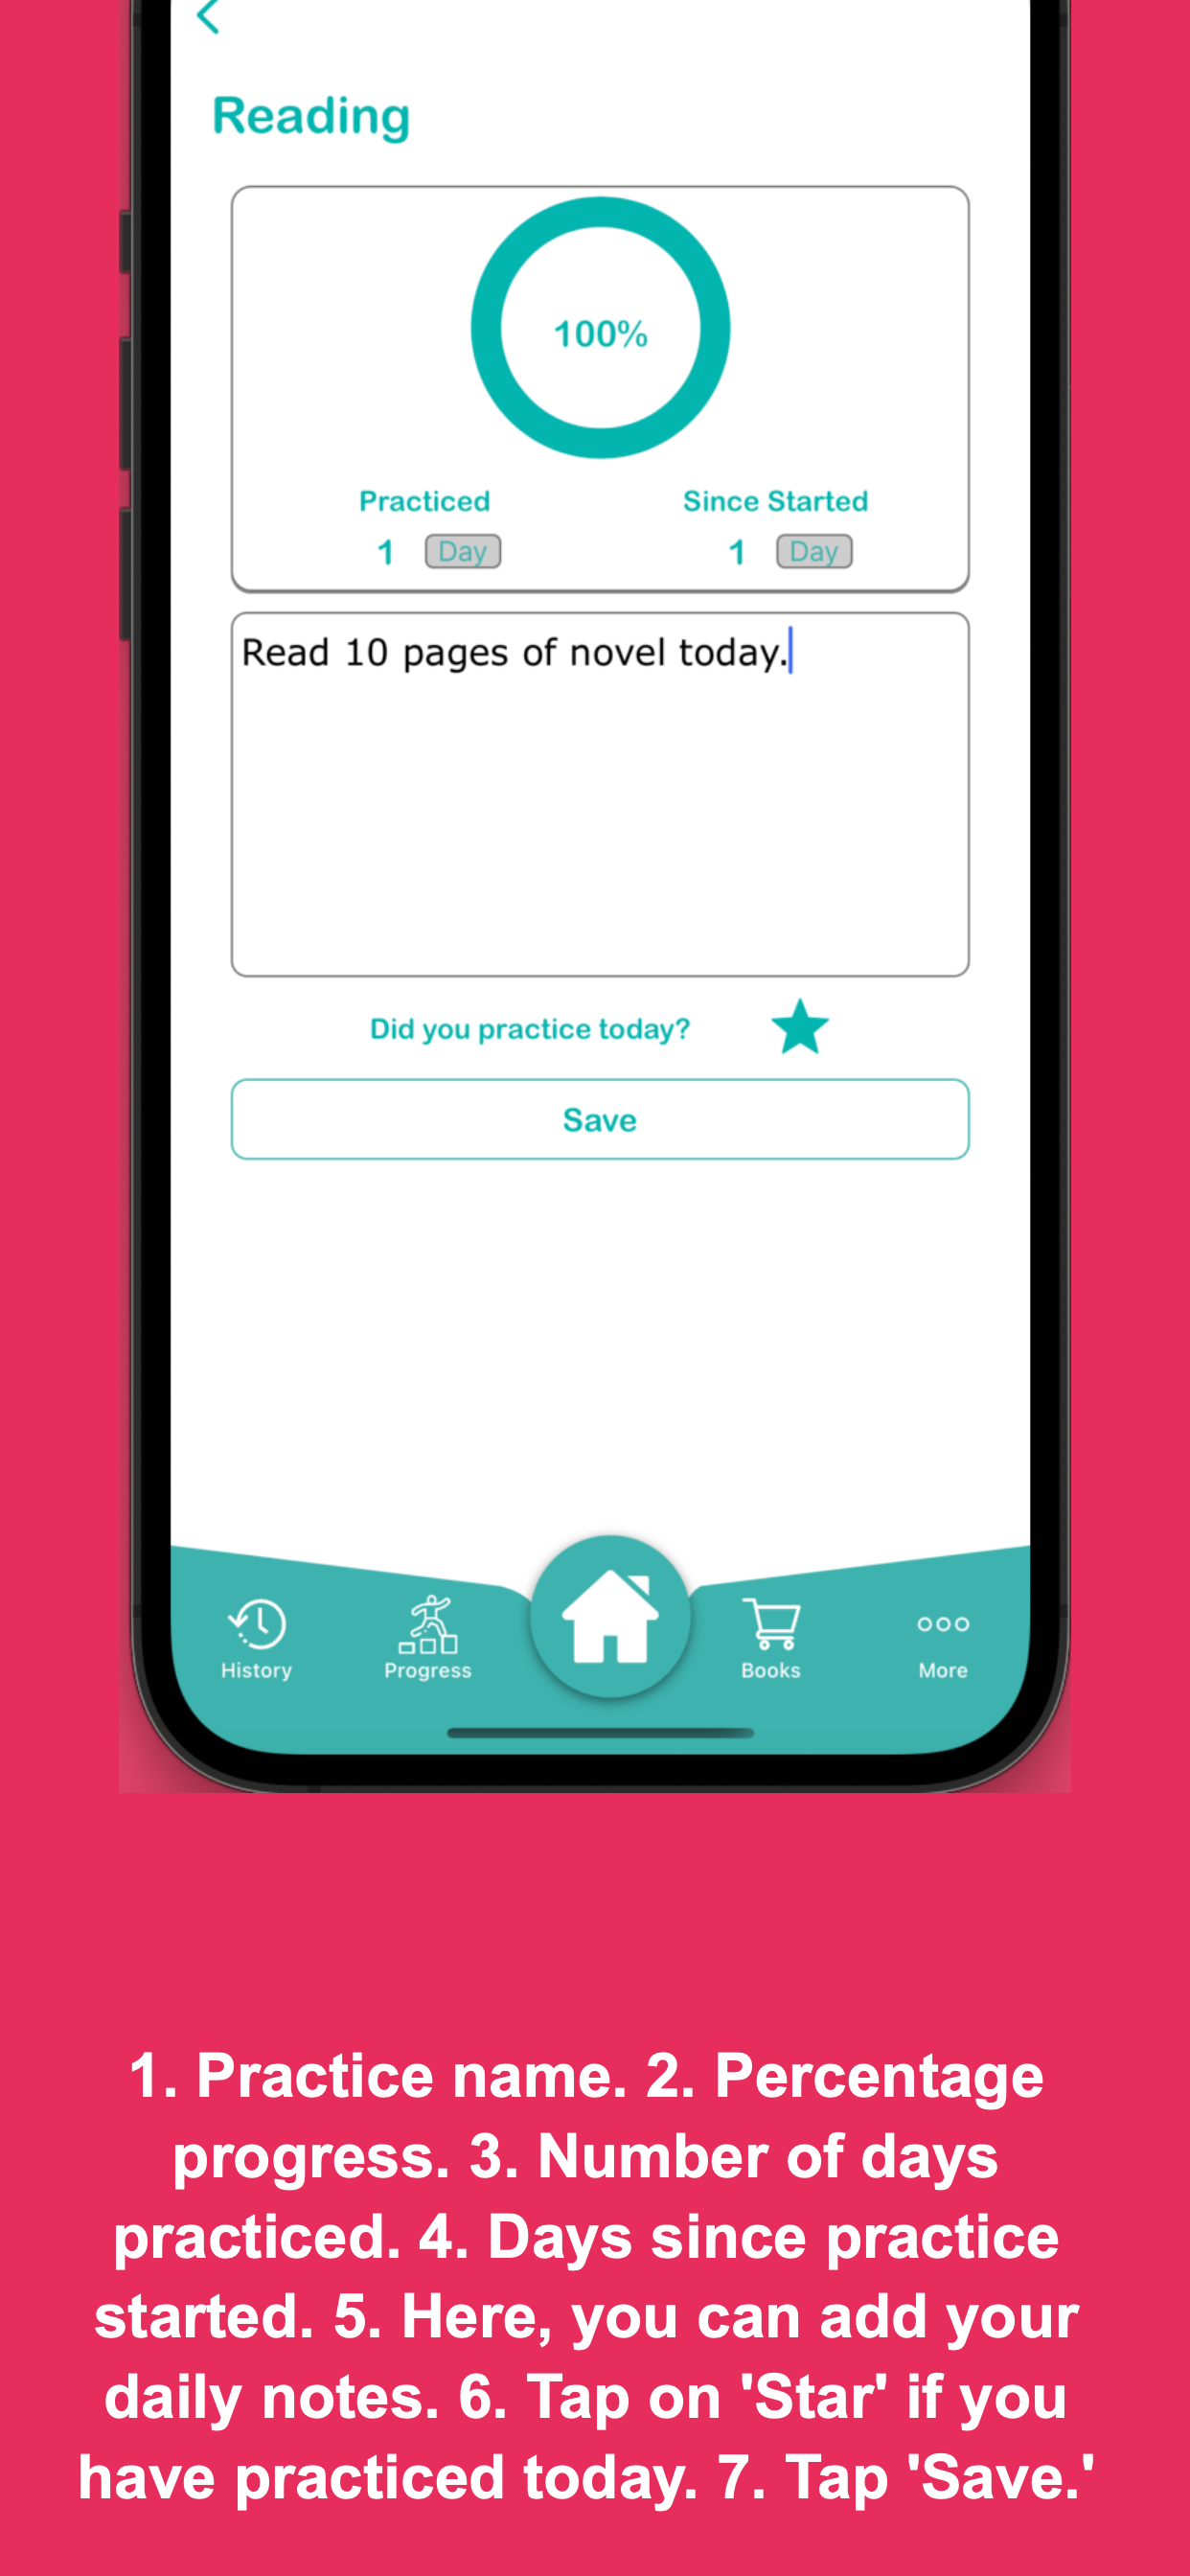 Reading
100%
Practiced
Since Started
1 Day
1 Day
Read 10 pages of novel today.
Did you practice today?
Save
History
Progress
Books
More
1. Practice name. 2. Percentage
progress. 3. Number of days
practiced. 4. Days since practice
started. 5. Here, you can add your
daily notes. 6. Tap on 'Star' if you
have practiced today. 7. Tap 'Save.'